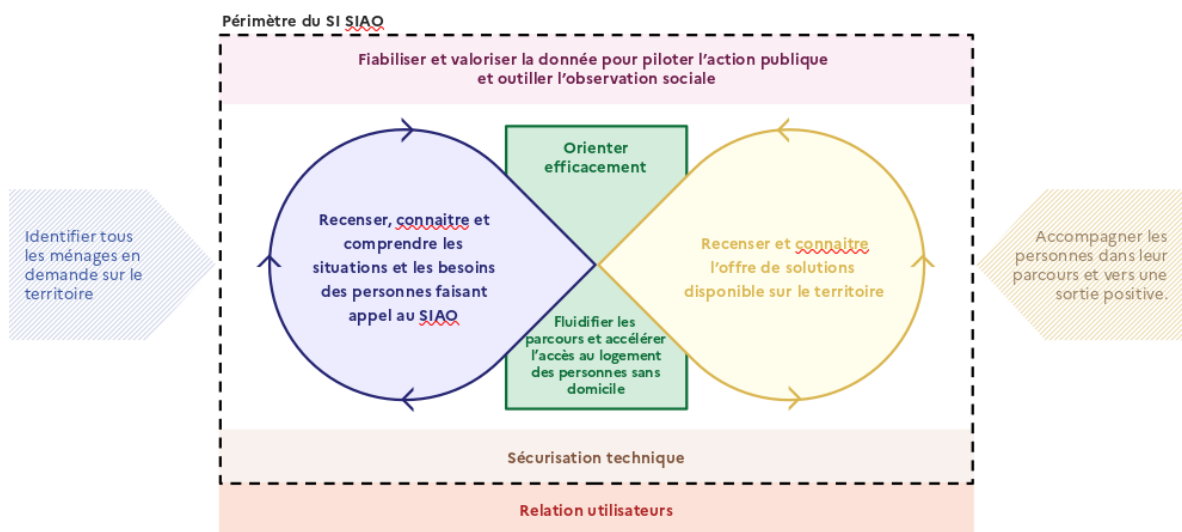 Périmètre du SI SIAO
Fiabiliser et valoriser la donnée pour piloter l'action publique
et outiller l'observation sociale
Identifier tous
les ménages en
demande sur le
territoire
Recenser, connaitre et
comprendre les
situations et les besoins
des personnes faisant
appel au SIAO
Orienter
efficacement
Fluidifier les
parcours et accélérer
l'accès au logement
des personnes sans
domicile
Recenser et connaitre
l'offre de solutions
disponible sur le territoire
Accompagner les
personnes dans leur
parcours et vers une
sortie positive.
Sécurisation technique
Relation utilisateurs